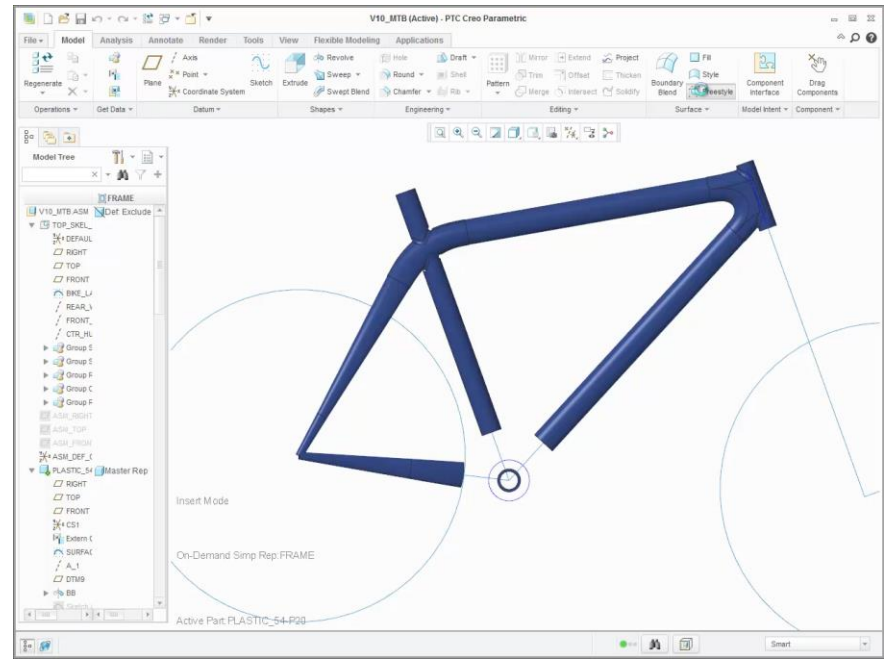 V10_MTB (Active) - PTC Creo Parametric
File Model Analysis Annotate Render Tools View Flexible Modeling Applications
Axis Revolve Hole Draft Mirror Extend Project Fill
Regenerate Plane Point Sketch Extrude Sweep Round Shell Pattern Trim Offset Thicken Boundary Blend Style Component Interface Drag Components
Coordinate System Swept Blend Chamfer Rib Merge Intersect Solidify Freestyle
Operations Get Data Datum Shapes Engineering Editing Surface Model Intent Component
Model Tree
FRAME
V10_MTB.ASM Def Exclude
TOP_SKEL_
DEFAUL
RIGHT
TOP
FRONT
BIKE_LA
REAR_
FRONT_
CTR_HU
Group S
Group S
Group F
Group C
Group F
ASM_RIGHT
ASM_TOP
ASM_FRON
ASM_DEF_C
PLASTIC_54 Master Rep
RIGHT
TOP
FRONT
CS1
Extern C
SURFAC
A_1
DTM9
BB
Insert Mode
On-Demand Simp Rep:FRAME
Active Part:PLASTIC_54-P20
Smart